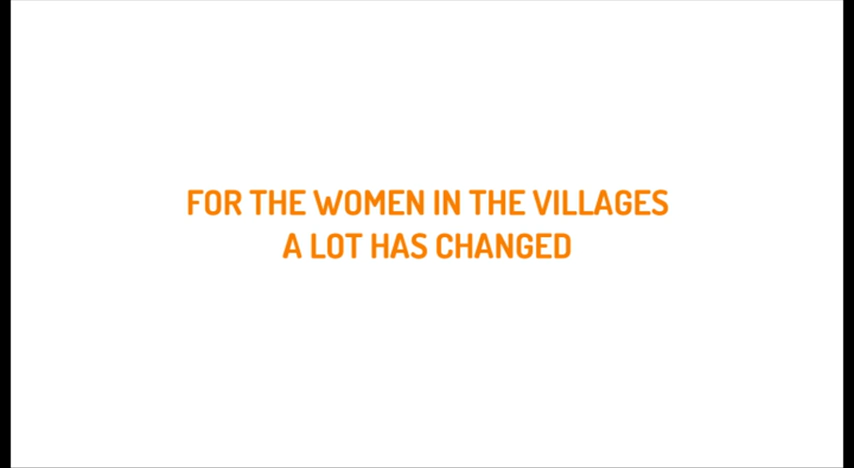 FOR THE WOMEN IN THE VILLAGES
A LOT HAS CHANGED